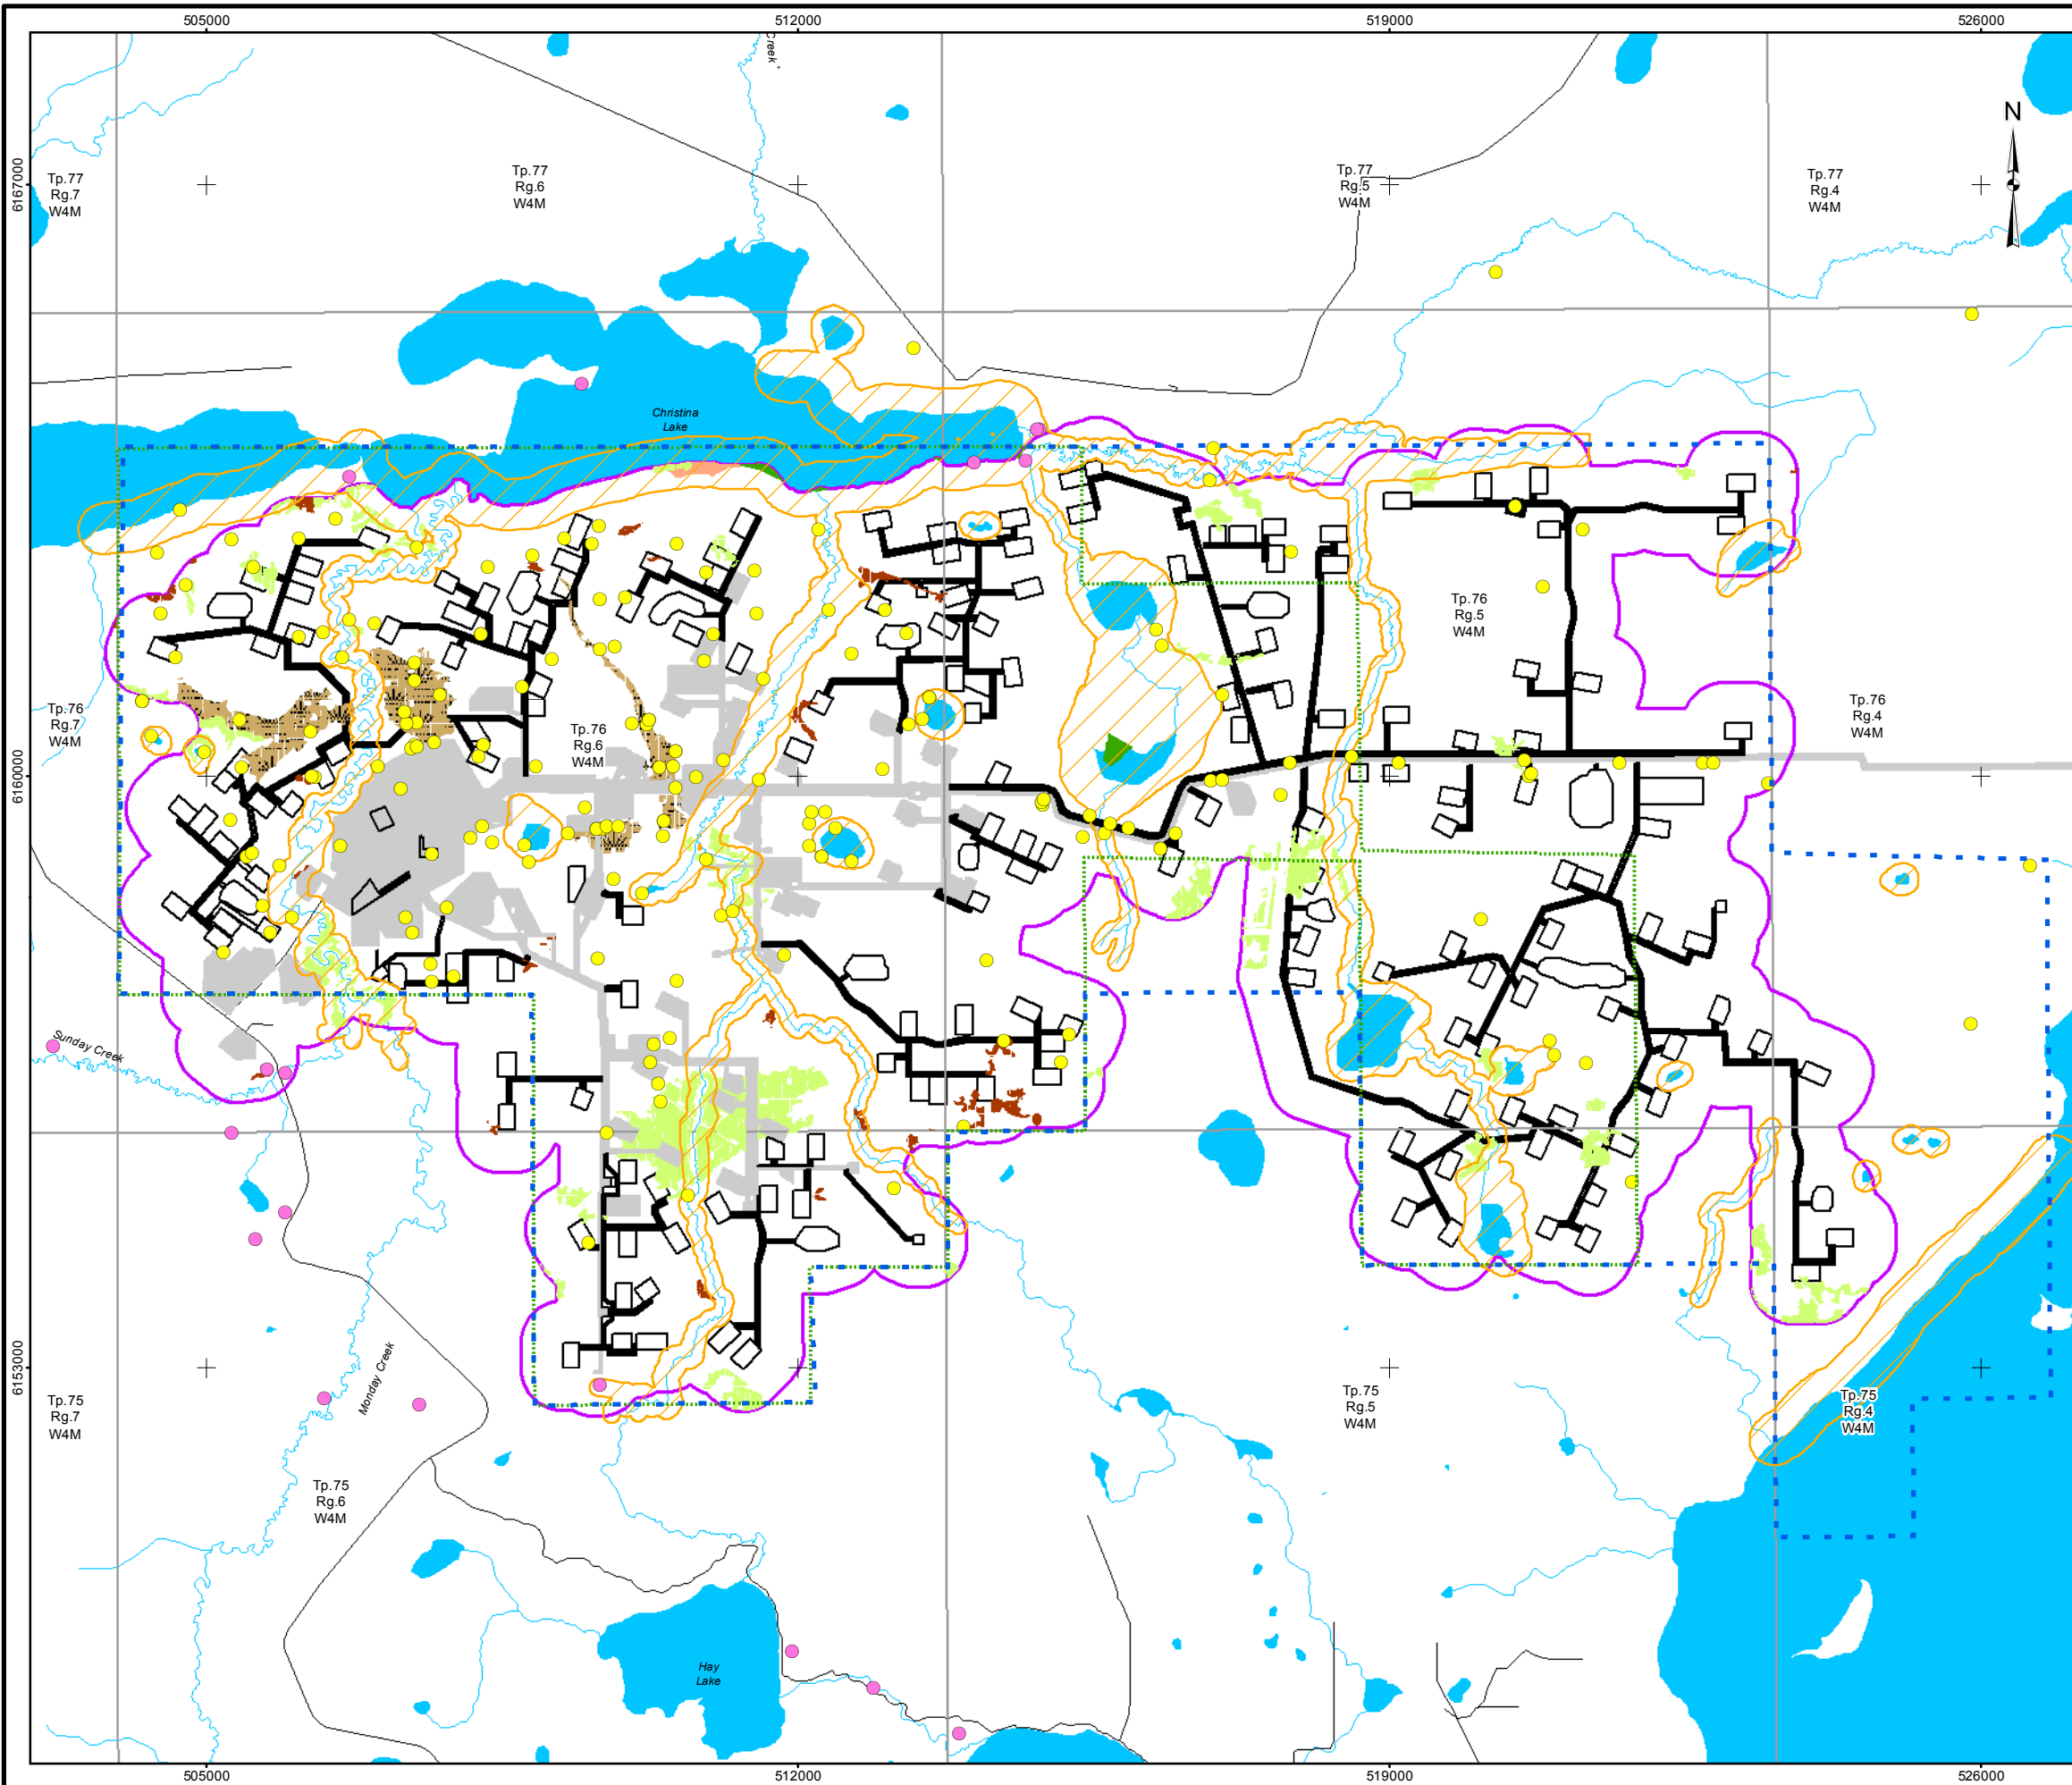 505000
512000
519000
526000
Creek
N
6167000
Tp.77
Rg.7
W4M
Tp.77
Rg.6
W4M
Tp.77
Rg.5
W4M
Tp.77
Rg.4
W4M
Christina
Lake
Tp.76
Rg.5
W4M
Tp.76
Rg.7
W4M
Tp.76
Rg.6
W4M
Tp.76
Rg.4
W4M
6160000
Sunday Creek
6153000
Monday Creek
Tp.75
Rg.7
W4M
Tp.75
Rg.5
W4M
Tp.75
Rg.4
W4M
Tp.75
Rg.6
W4M
Hay
Lake
505000
512000
519000
526000